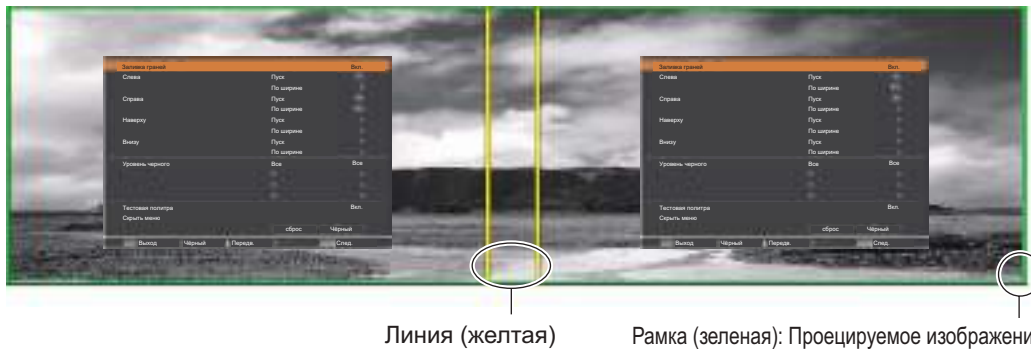 Заливка граней Вкл.
Слева Пуск
По ширине
Справа Пуск
По ширине
Наверху Пуск
По ширине
Внизу Пуск
По ширине
Уровень черного Все Все
Тестовая политра Вкл.
Скрыть меню
сброс Чёрный
Выход Чёрный Передв. След.
Заливка граней Вкл.
Слева Пуск
По ширине
Справа Пуск
По ширине
Наверху Пуск
По ширине
Внизу Пуск
По ширине
Уровень черного Все Все
Тестовая политра Вкл.
Скрыть меню
сброс Чёрный
Выход Чёрный Передв. След.
Линия (желтая)
Рамка (зеленая): Проецируемое изображени